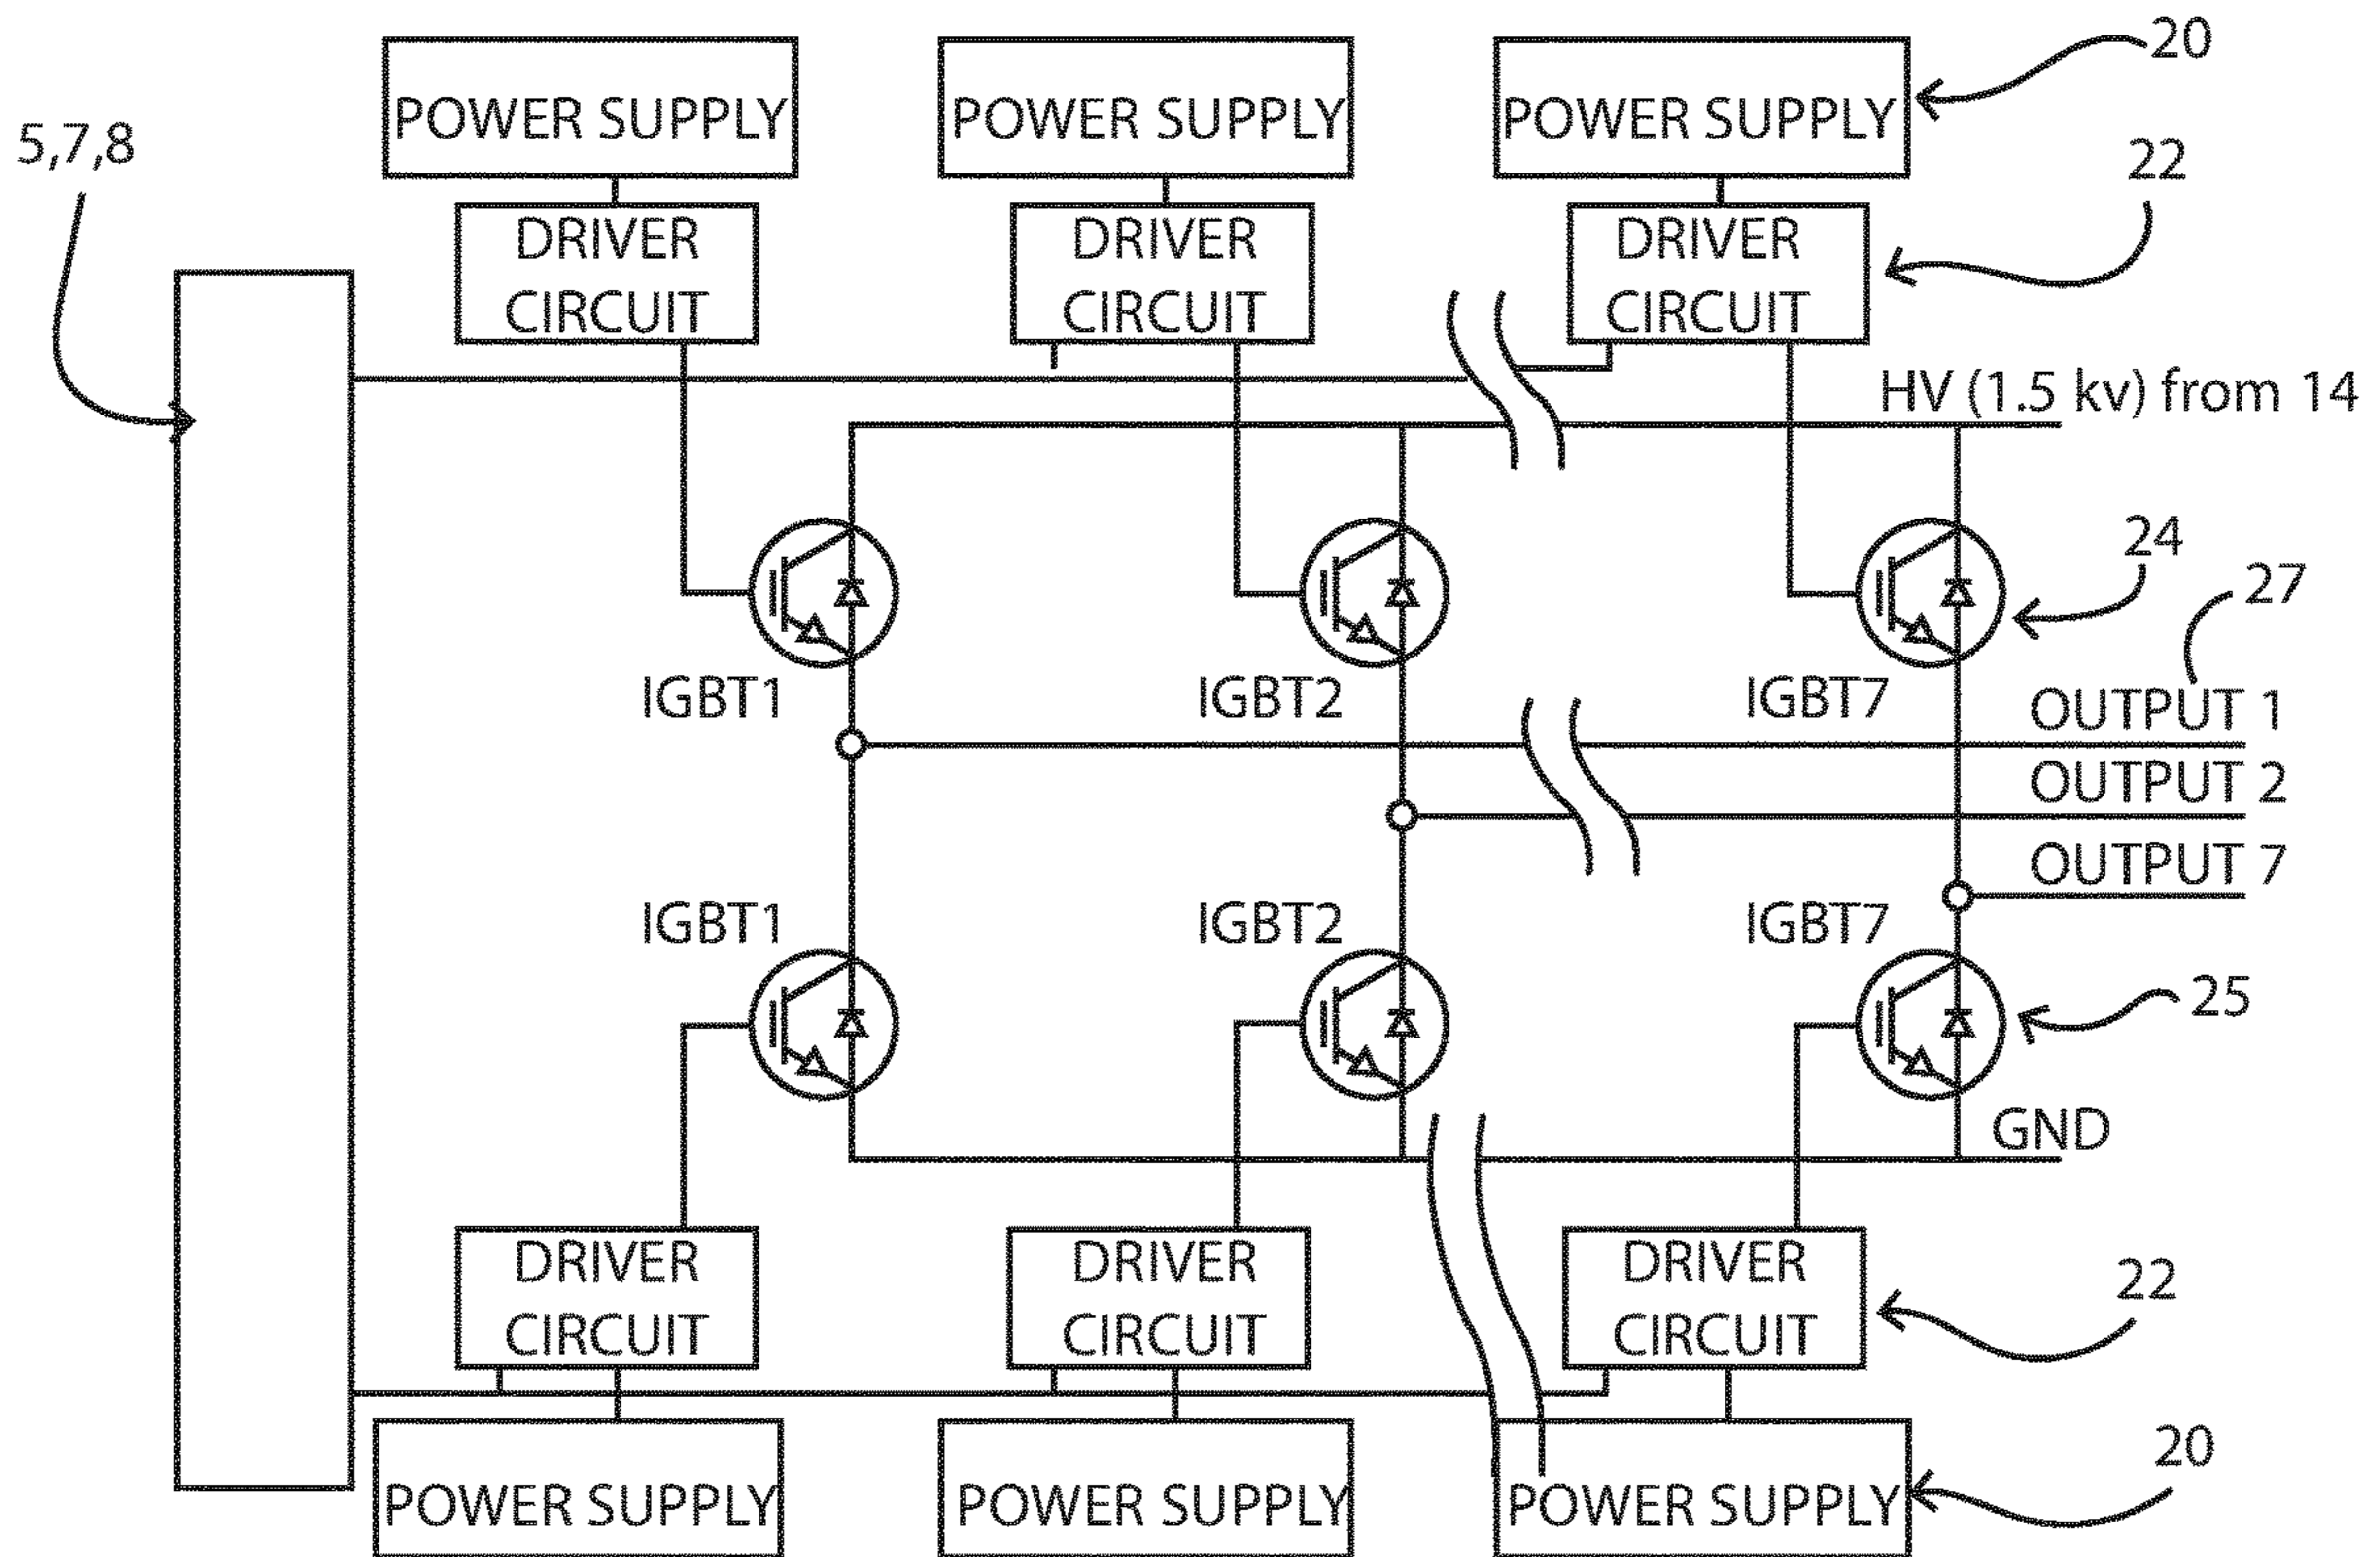 20
POWER SUPPLY
POWER SUPPLY
POWER SUPPLY
5,7,8
22
DRIVER
CIRCUIT
DRIVER
CIRCUIT
DRIVER
CIRCUIT
HV (1.5 kv) from 14
24
27
IGBT1
IGBT2
IGBT7
OUTPUT 1
OUTPUT 2
OUTPUT 7
IGBT1
IGBT2
IGBT7
25
GND
DRIVER
CIRCUIT
DRIVER
CIRCUIT
DRIVER
CIRCUIT
22
20
POWER SUPPLY
POWER SUPPLY
POWER SUPPLY